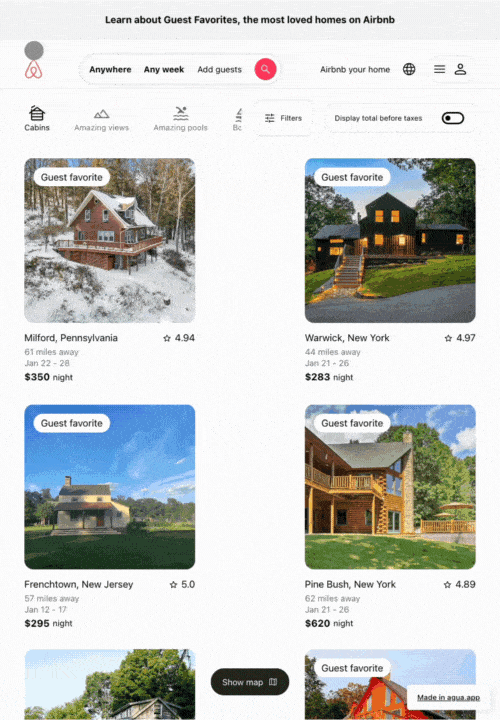 Learn about Guest Favorites, the most loved homes on Airbnb
Anywhere Any week Add guests
Airbnb your home
Cabins
Amazing views
Amazing pools
Filters
Display total before taxes
Guest favorite
Guest favorite
Milford, Pennsylvania 4.94
61 miles away
Jan 22 - 28
$350 night
Warwick, New York 4.97
44 miles away
Jan 21 - 26
$283 night
Guest favorite
Guest favorite
Frenchtown, New Jersey 5.0
57 miles away
Jan 12 - 17
$295 night
Pine Bush, New York 4.89
62 miles away
Jan 21 - 26
$620 night
Guest favorite
Show map
Made in agua.app